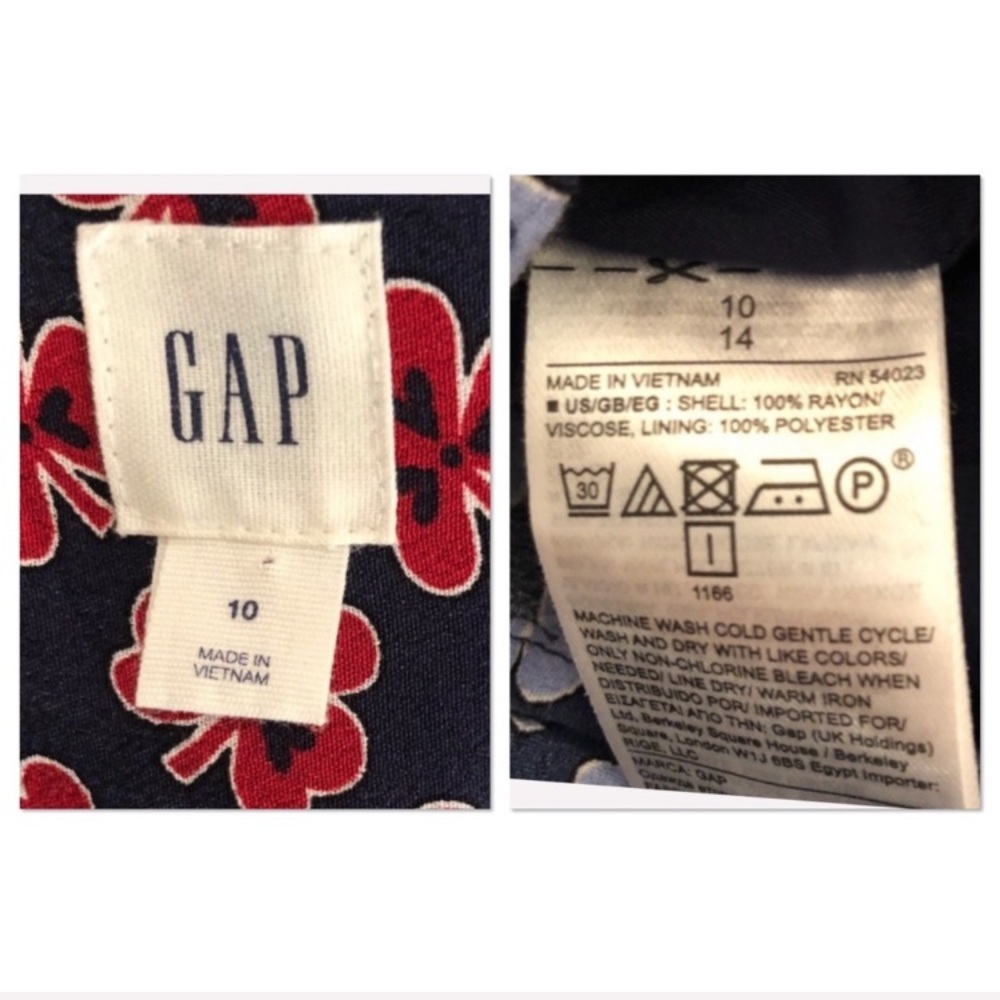 GAP
10
MADE IN
VIETNAM
10
14
MADE IN VIETNAM RN 54023
■ US/GB/EG : SHELL: 100% RAYON/
VISCOSE, LINING: 100% POLYESTER
30 P ®
1166
MACHINE WASH COLD GENTLE CYCLE/
WASH AND DRY WITH LIKE COLORS/
ONLY NON-CHLORINE BLEACH WHEN
NEEDED/ LINE DRY/ WARM IRON
DISTRIBUIDO POR/ IMPORTED FOR/
ΕΙΣΑΓΕΤΑΙ ΑΠΟ ΤΗΝ: Gap (UK Holdings)
Ltd, Berkeley Square House / Berkeley
Square, London W1J 6BS Egypt Importer:
RIGE, LLC
MARCA: GAP